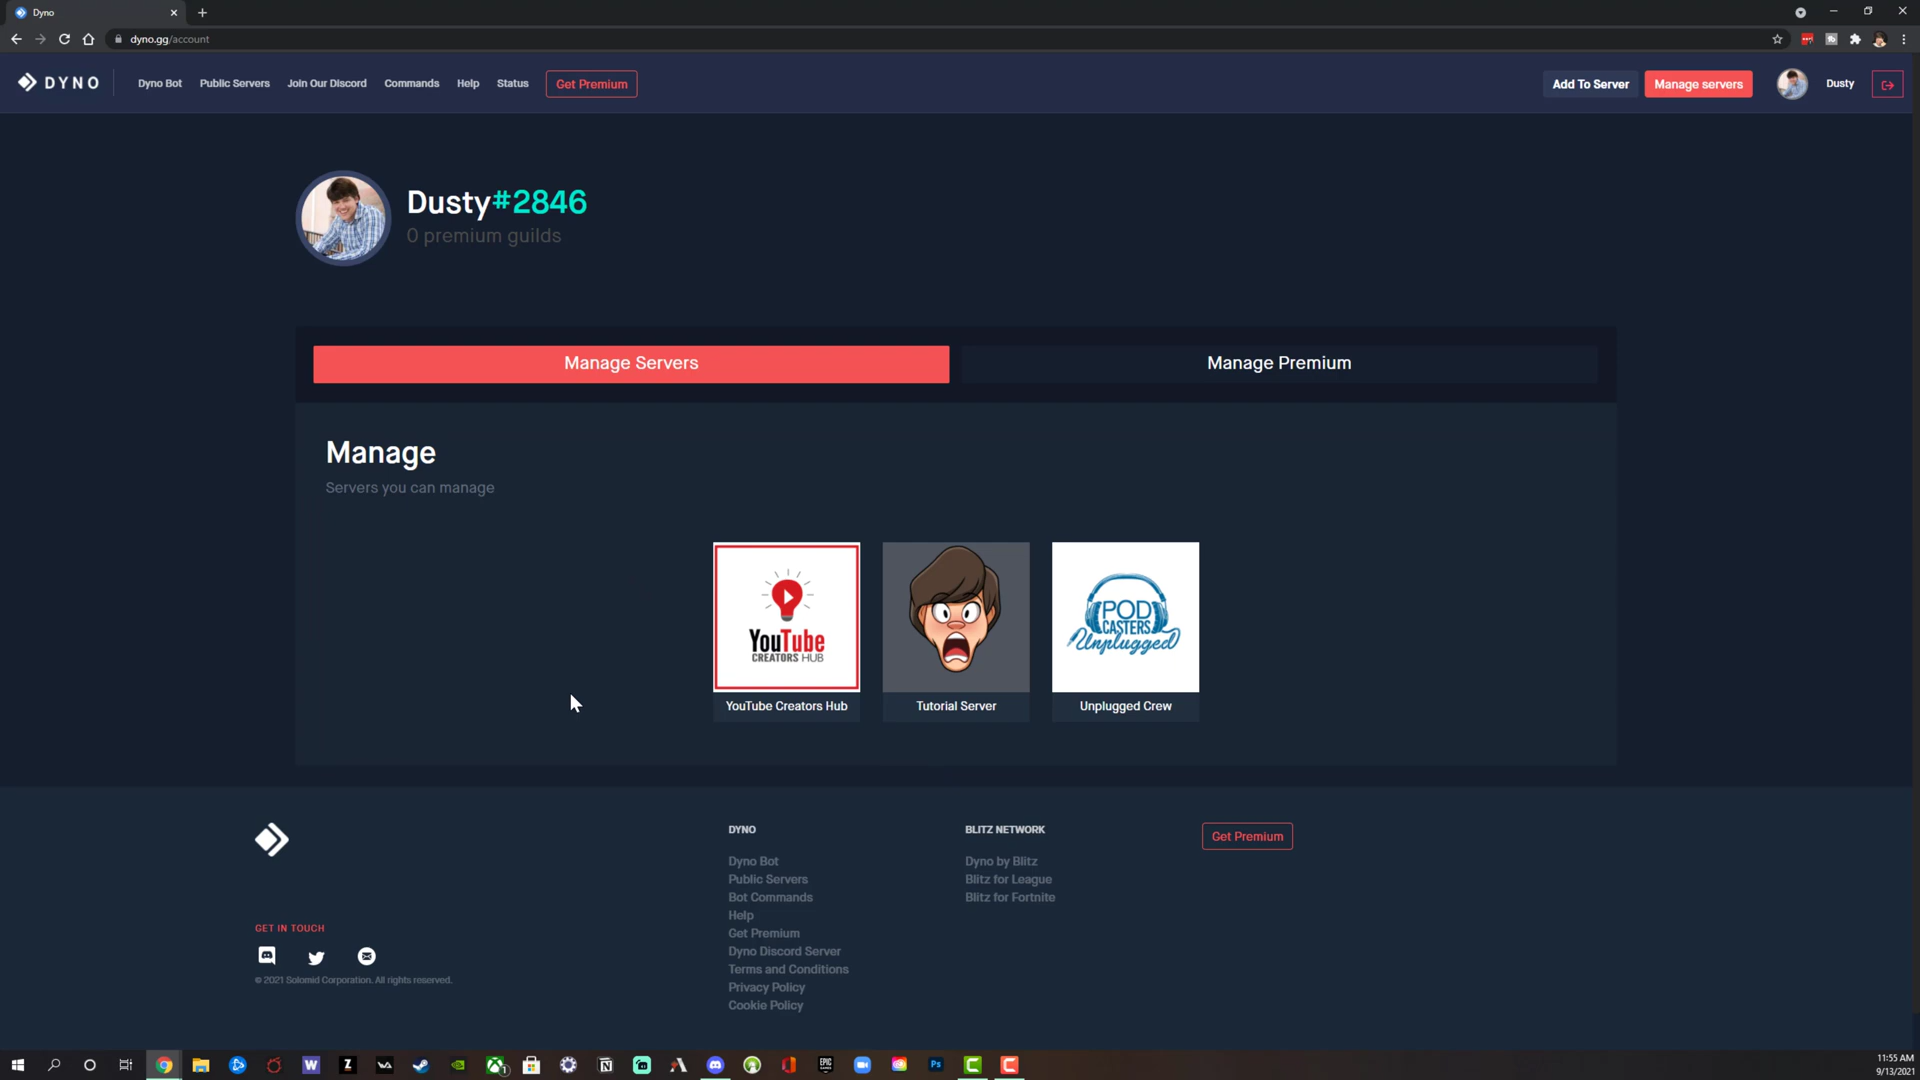 Dyno
dyno.gg/account
DYNO
Dyno Bot
Public Servers
Join Our Discord
Commands
Help
Status
Get Premium
Add To Server
Manage servers
Dusty
Dusty#2846
0 premium guilds
Manage Servers
Manage Premium
Manage
Servers you can manage
YouTube
CREATORS HUB
POD
CASTERS
Unplugged
YouTube Creators Hub
Tutorial Server
Unplugged Crew
GET IN TOUCH
© 2021 Solomid Corporation. All rights reserved.
DYNO
Dyno Bot
Public Servers
Bot Commands
Help
Get Premium
Dyno Discord Server
Terms and Conditions
Privacy Policy
Cookie Policy
BLITZ NETWORK
Dyno by Blitz
Blitz for League
Blitz for Fortnite
Get Premium
W
Z
1
EPIC
Ps
11:55 AM
9/13/2021